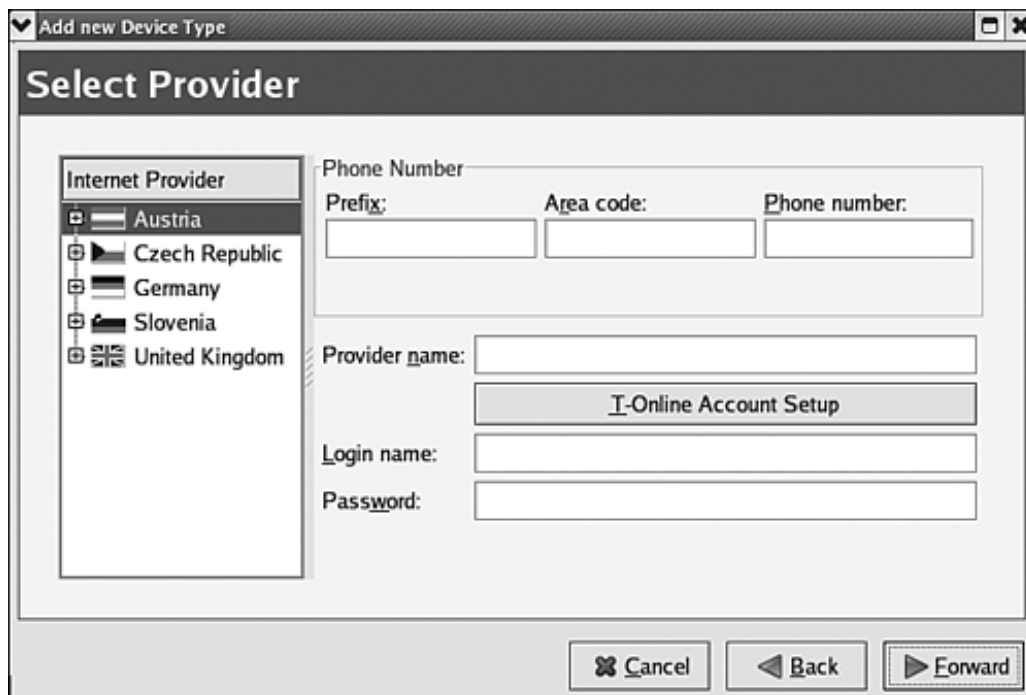 Add new Device Type
Select Provider
Internet Provider
Austria
Czech Republic
Germany
Slovenia
United Kingdom
Phone Number
Prefix: Area code: Phone number:
Provider name:
T-Online Account Setup
Login name:
Password:
Cancel Back Forward